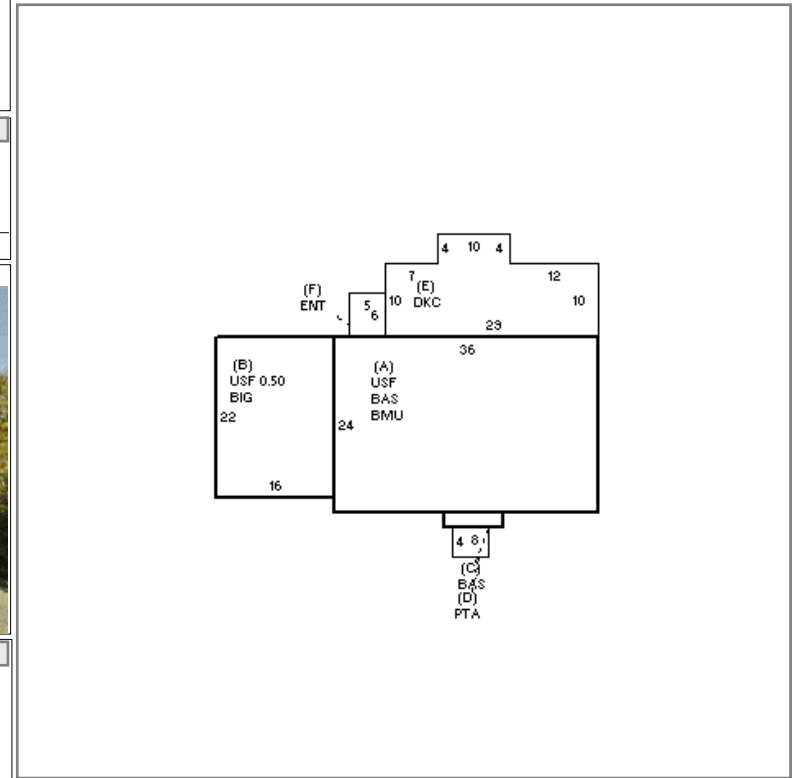 4 10 4
7 12
(F) (E)
ENT 5 10 DKC 10
6
29
36
(B) (A)
USF 0.50 USF
BIG BAS
22 24 BMU
16
4 8
(C)
BAS
(D)
PTA